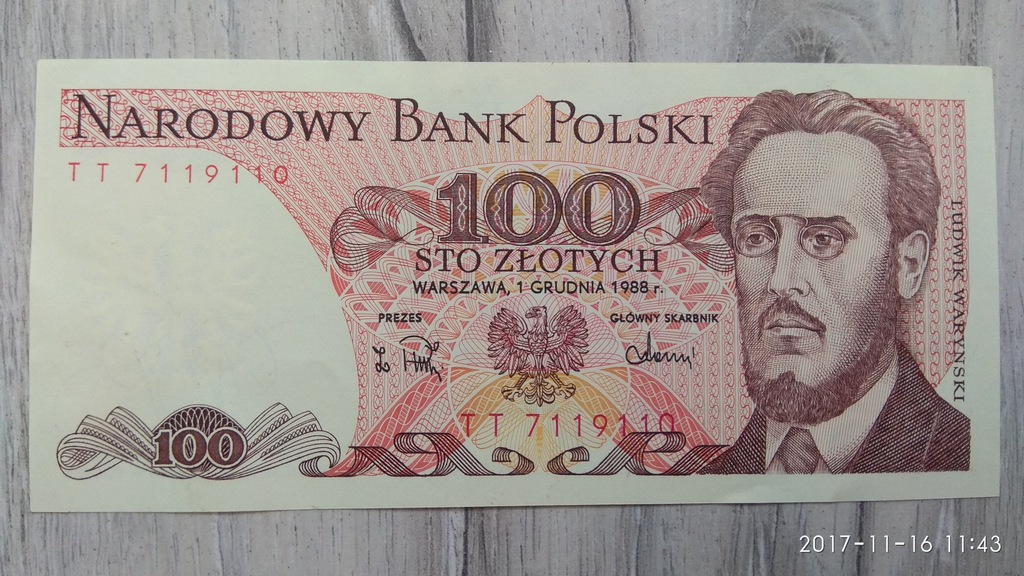 NARODOWY BANK POLSKI
TT 7119110
100
STO ZŁOTYCH
WARSZAWA, 1 GRUDNIA 1988 r.
PREZES
GŁÓWNY SKARBNIK
TT 7119110
100
LUDWIK WARYŃSKI
2017-11-16 11:43